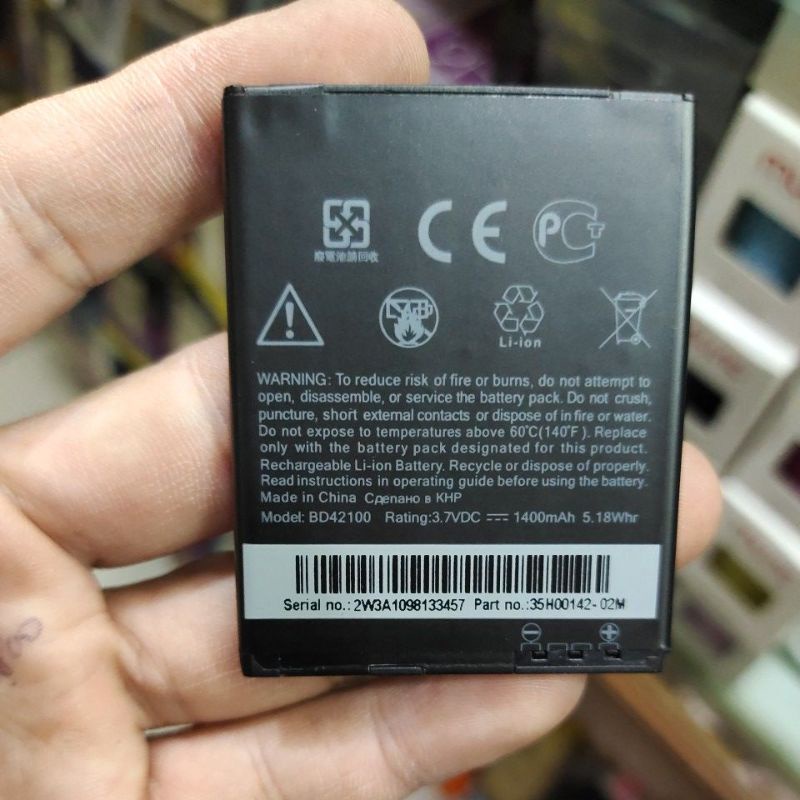 廢電池請回收
CE
PCT
Li-ion
WARNING: To reduce risk of fire or burns, do not attempt to
open, disassemble, or service the battery pack. Do not crush,
puncture, short external contacts or dispose of in fire or water.
Do not expose to temperatures above 60°C(140°F). Replace
only with the battery pack designated for this product.
Rechargeable Li-ion Battery. Recycle or dispose of properly.
Read instructions in operating guide before using the battery.
Made in China Сделано в КНР
Model: BD42100 Rating:3.7VDC ⎓ 1400mAh 5.18Whr
Serial no.: 2W3A1098133457 Part no.:35H00142-02M